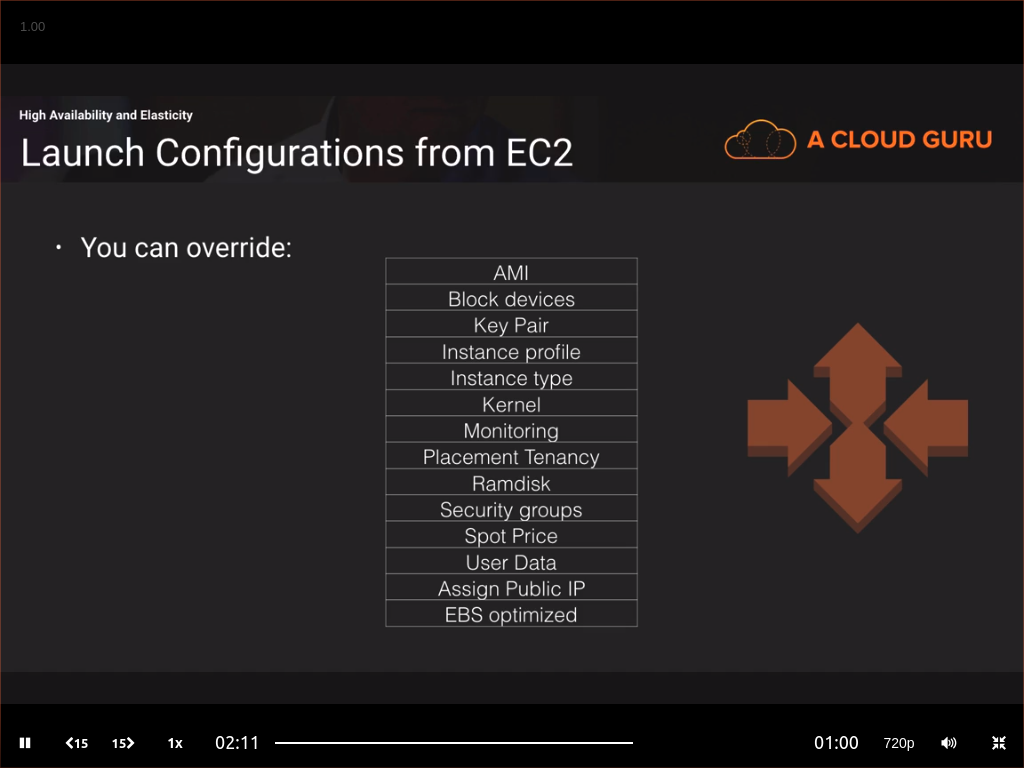 1.00
High Availability and Elasticity
Launch Configurations from EC2
A CLOUD GURU
• You can override:
AMI
Block devices
Key Pair
Instance profile
Instance type
Kernel
Monitoring
Placement Tenancy
Ramdisk
Security groups
Spot Price
User Data
Assign Public IP
EBS optimized
15 15 1x 02:11 01:00 720p